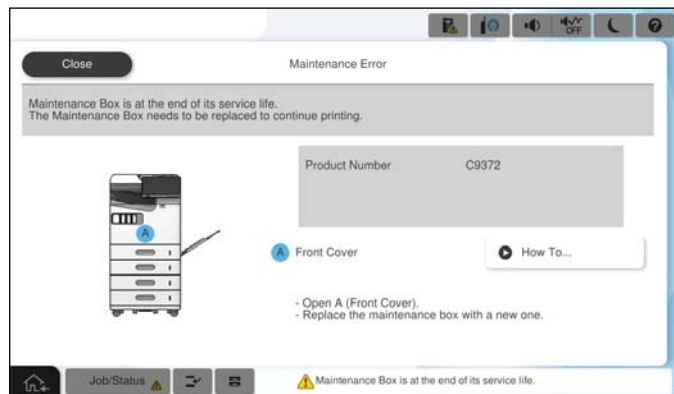 OFF
Close
Maintenance Error
Maintenance Box is at the end of its service life.
The Maintenance Box needs to be replaced to continue printing.
Product Number C9372
A
A Front Cover
How To...
- Open A (Front Cover).
- Replace the maintenance box with a new one.
Job/Status
Maintenance Box is at the end of its service life.